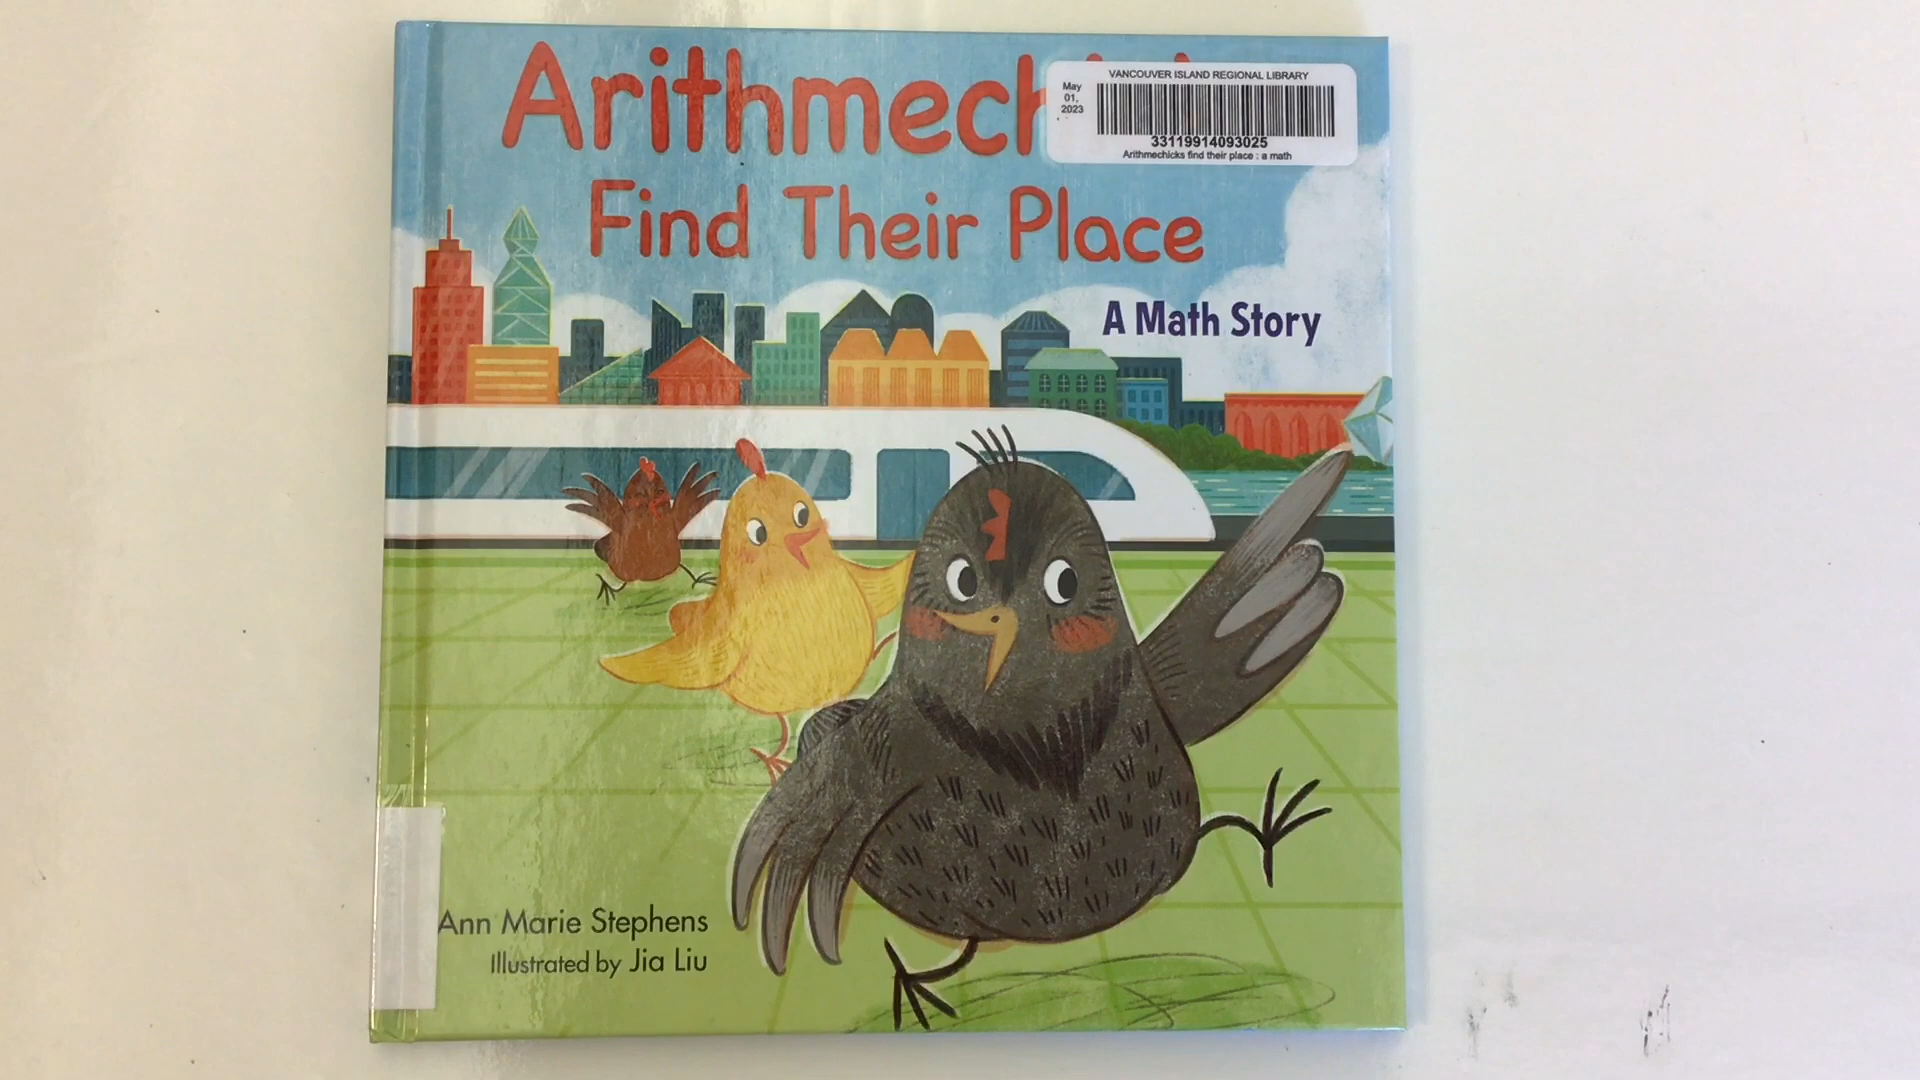 Arithmech
VANCOUVER ISLAND REGIONAL LIBRARY
May
01,
2023
33119914093025
Arithmechicks find their place : a math
Find Their Place
A Math Story
Ann Marie Stephens
Illustrated by Jia Liu